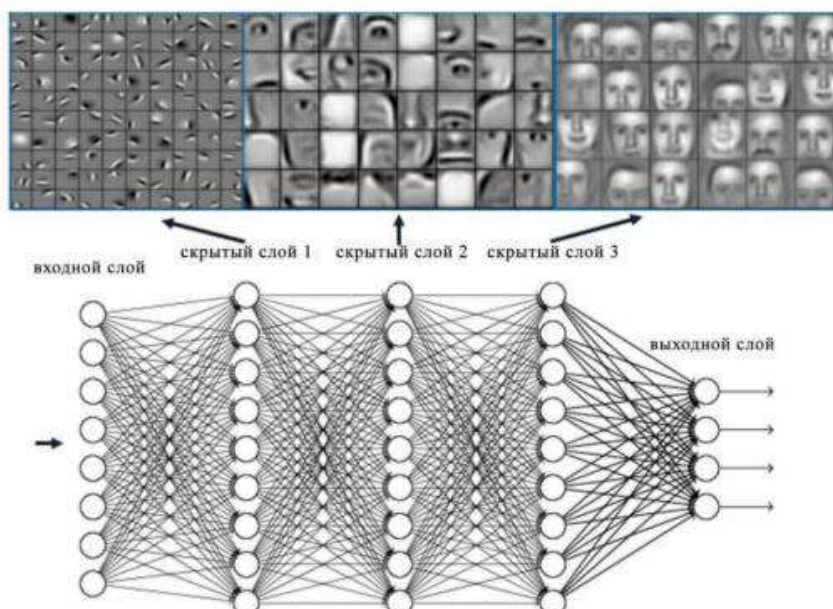 скрытый слой 1
скрытый слой 2
скрытый слой 3
входной слой
выходной слой